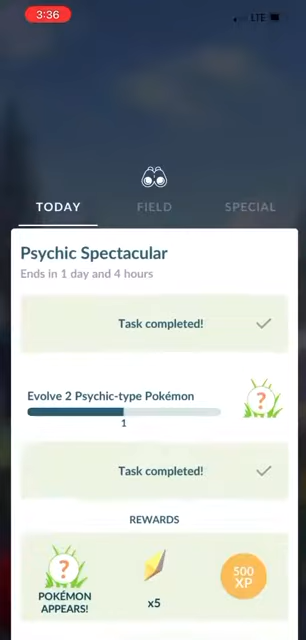 3:36
LTE
TODAY
FIELD
SPECIAL
Psychic Spectacular
Ends in 1 day and 4 hours
Task completed!
Evolve 2 Psychic-type Pokémon
?
1
Task completed!
REWARDS
?
500
XP
POKÉMON
APPEARS!
x5